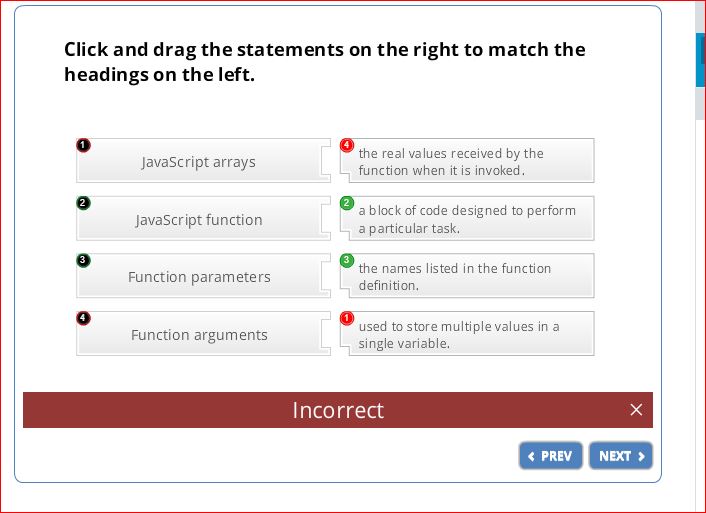 Click and drag the statements on the right to match the
headings on the left.
1
JavaScript arrays
4
the real values received by the
function when it is invoked.
2
JavaScript function
2
a block of code designed to perform
a particular task.
3
Function parameters
3
the names listed in the function
definition.
4
Function arguments
1
used to store multiple values in a
single variable.
Incorrect
PREV
NEXT